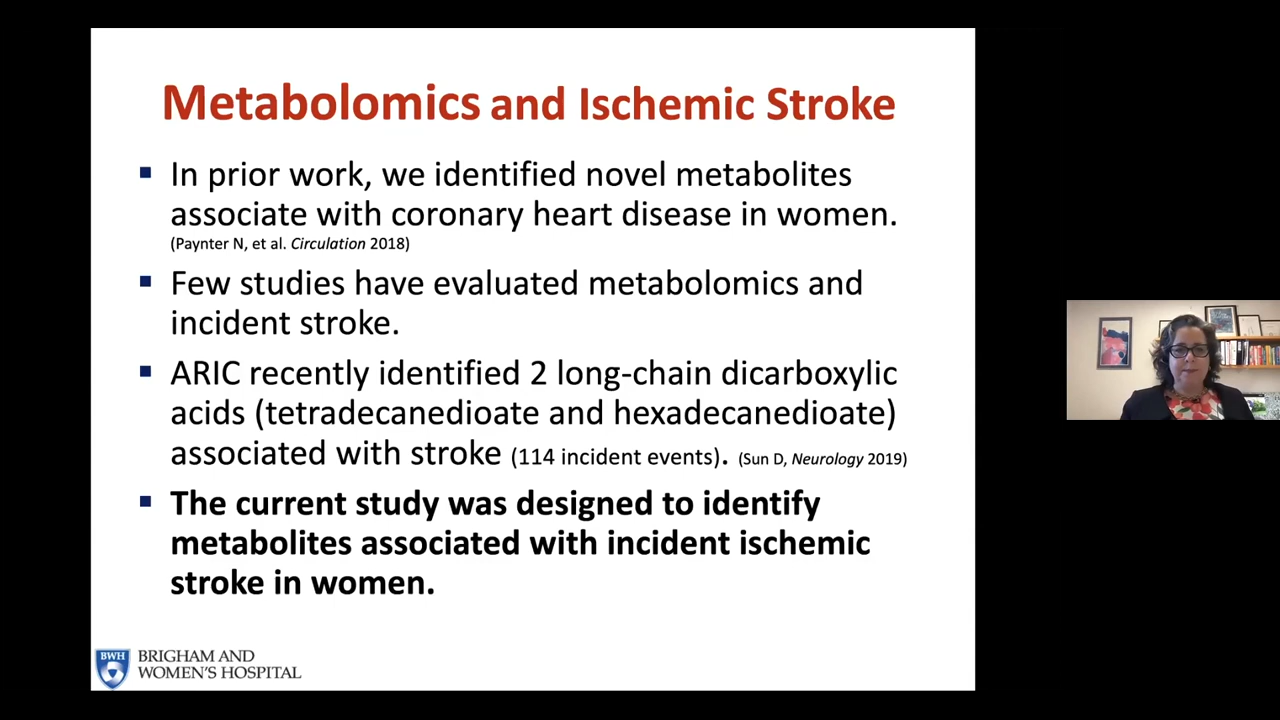 Metabolomics and Ischemic Stroke
In prior work, we identified novel metabolites
associate with coronary heart disease in women.
(Paynter N, et al. Circulation 2018)
Few studies have evaluated metabolomics and
incident stroke.
ARIC recently identified 2 long-chain dicarboxylic
acids (tetradecanedioate and hexadecanedioate)
associated with stroke (114 incident events). (Sun D, Neurology 2019)
The current study was designed to identify
metabolites associated with incident ischemic
stroke in women.
BWH
BRIGHAM AND
WOMEN'S HOSPITAL